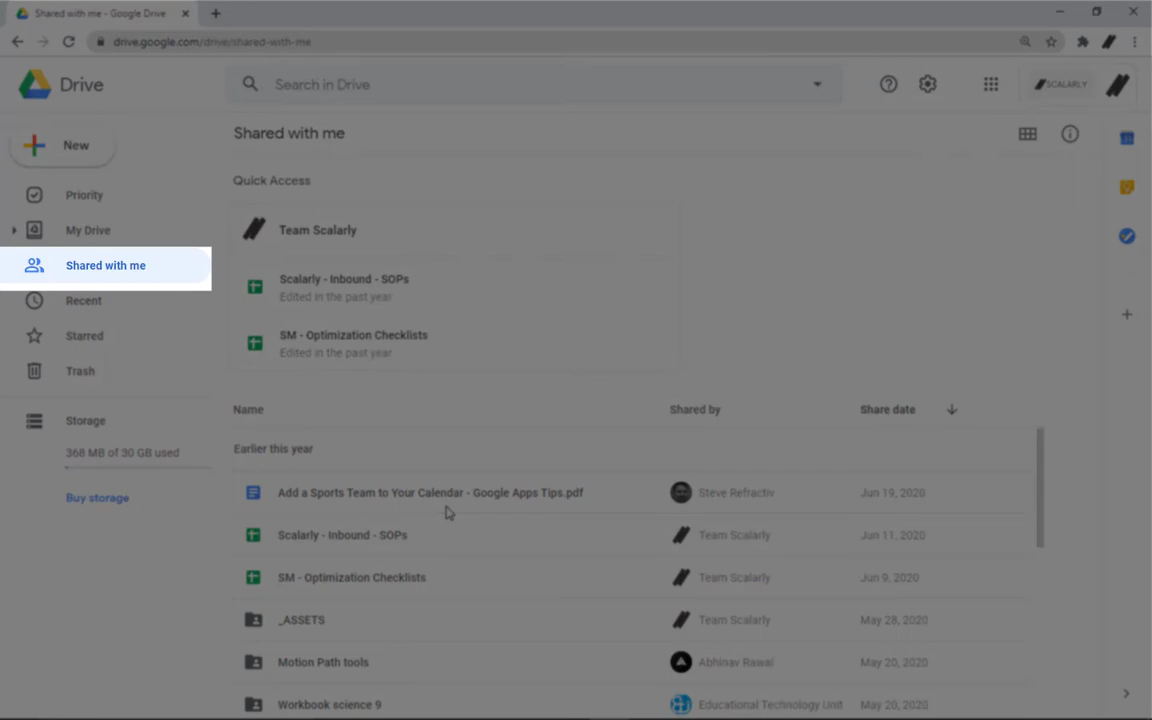 Shared with me - Google Drive
drive.google.com/drive/shared-with-me
Drive
Search in Drive
SCALARLY
New
Shared with me
Priority
Quick Access
My Drive
Team Scalarly
Shared with me
Scalarly - Inbound - SOPs
Edited in the past year
Recent
Starred
SM - Optimization Checklists
Edited in the past year
Trash
Storage
368 MB of 30 GB used
Buy storage
Name Shared by Share date
Earlier this year
Add a Sports Team to Your Calendar - Google Apps Tips.pdf Steve Refractiv Jun 19, 2020
Scalarly - Inbound - SOPs Team Scalarly Jun 11, 2020
SM - Optimization Checklists Team Scalarly Jun 9, 2020
_ASSETS Team Scalarly May 28, 2020
Motion Path tools Abhinav Rawal May 20, 2020
Workbook science 9 Educational Technology Unit May 20, 2020